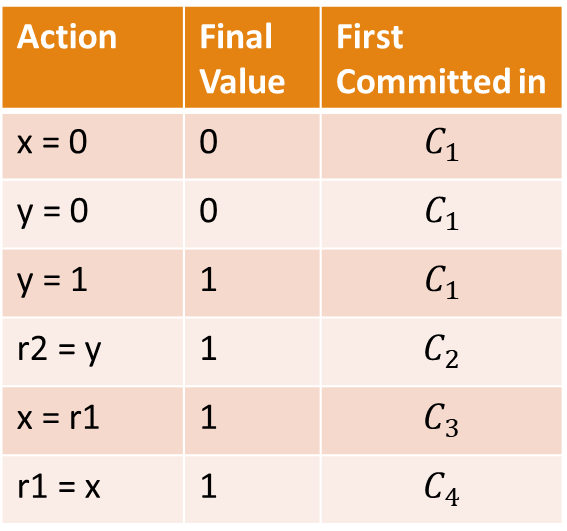 Action Final Value First Committed in
x = 0 0 C₁
y = 0 0 C₁
y = 1 1 C₁
r2 = y 1 C₂
x = r1 1 C₃
r1 = x 1 C₄